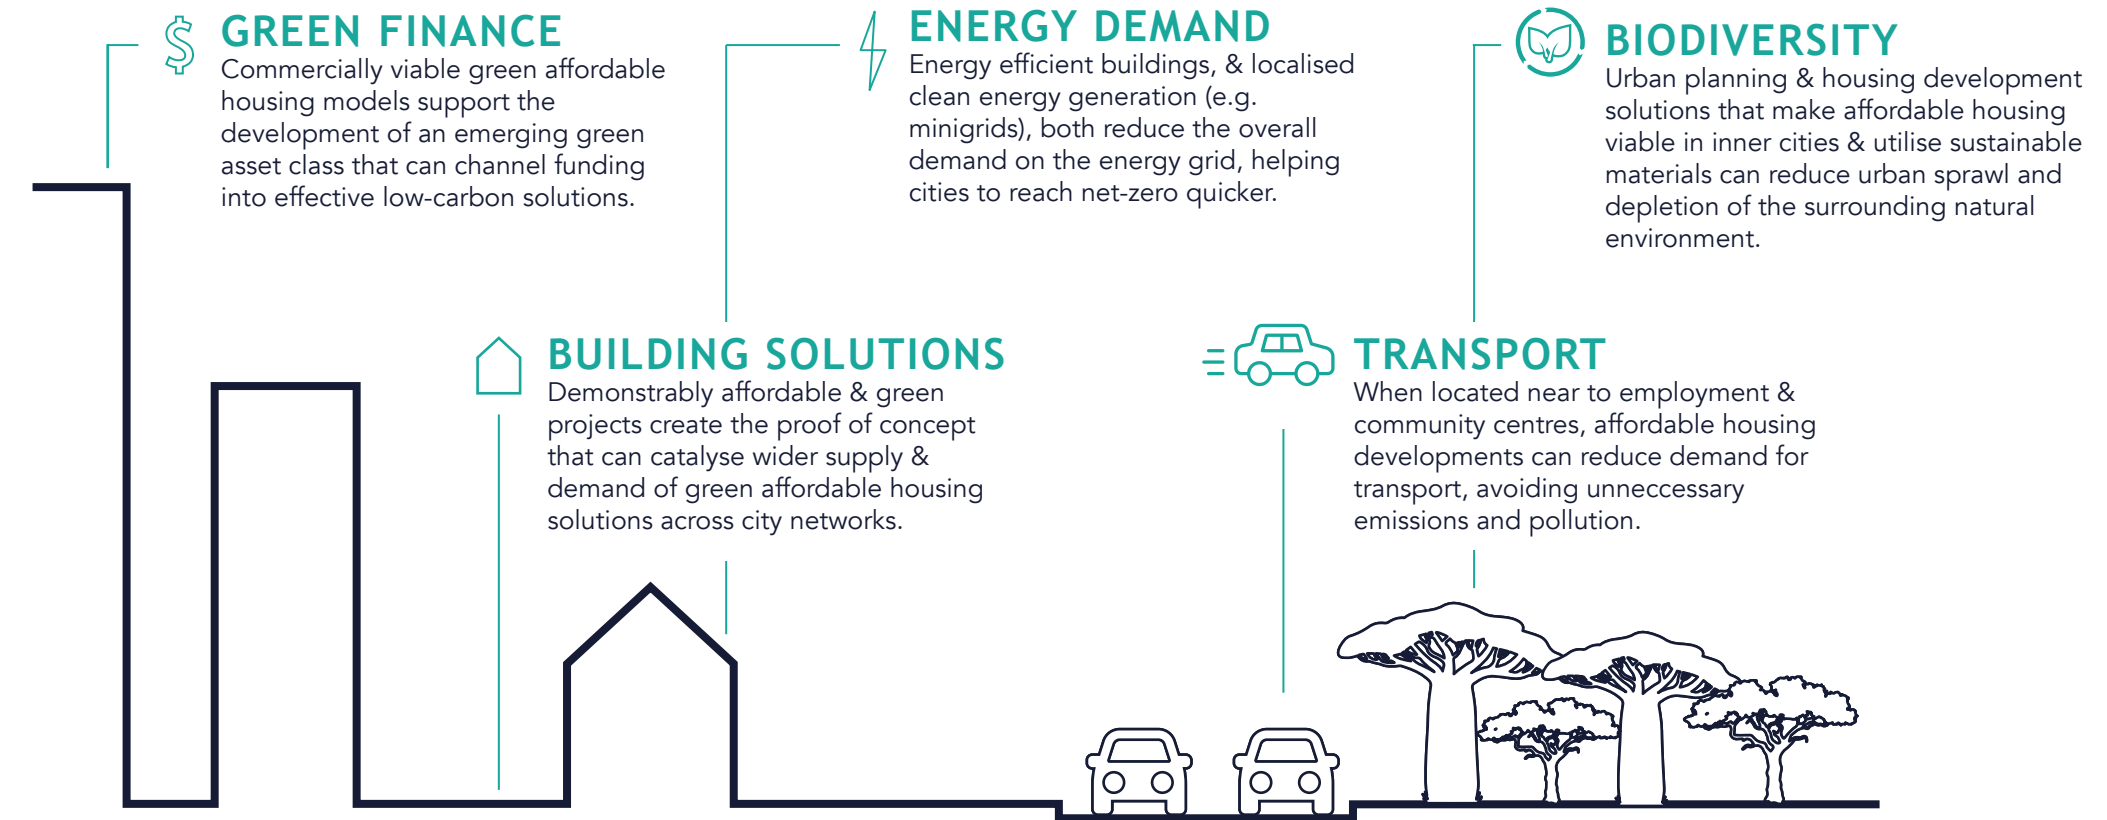 GREEN FINANCE
Commercially viable green affordable
housing models support the
development of an emerging green
asset class that can channel funding
into effective low-carbon solutions.
ENERGY DEMAND
Energy efficient buildings, & localised
clean energy generation (e.g.
minigrids), both reduce the overall
demand on the energy grid, helping
cities to reach net-zero quicker.
BIODIVERSITY
Urban planning & housing development
solutions that make affordable housing
viable in inner cities & utilise sustainable
materials can reduce urban sprawl and
depletion of the surrounding natural
environment.
BUILDING SOLUTIONS
Demonstrably affordable & green
projects create the proof of concept
that can catalyse wider supply &
demand of green affordable housing
solutions across city networks.
TRANSPORT
When located near to employment &
community centres, affordable housing
developments can reduce demand for
transport, avoiding unneccessary
emissions and pollution.